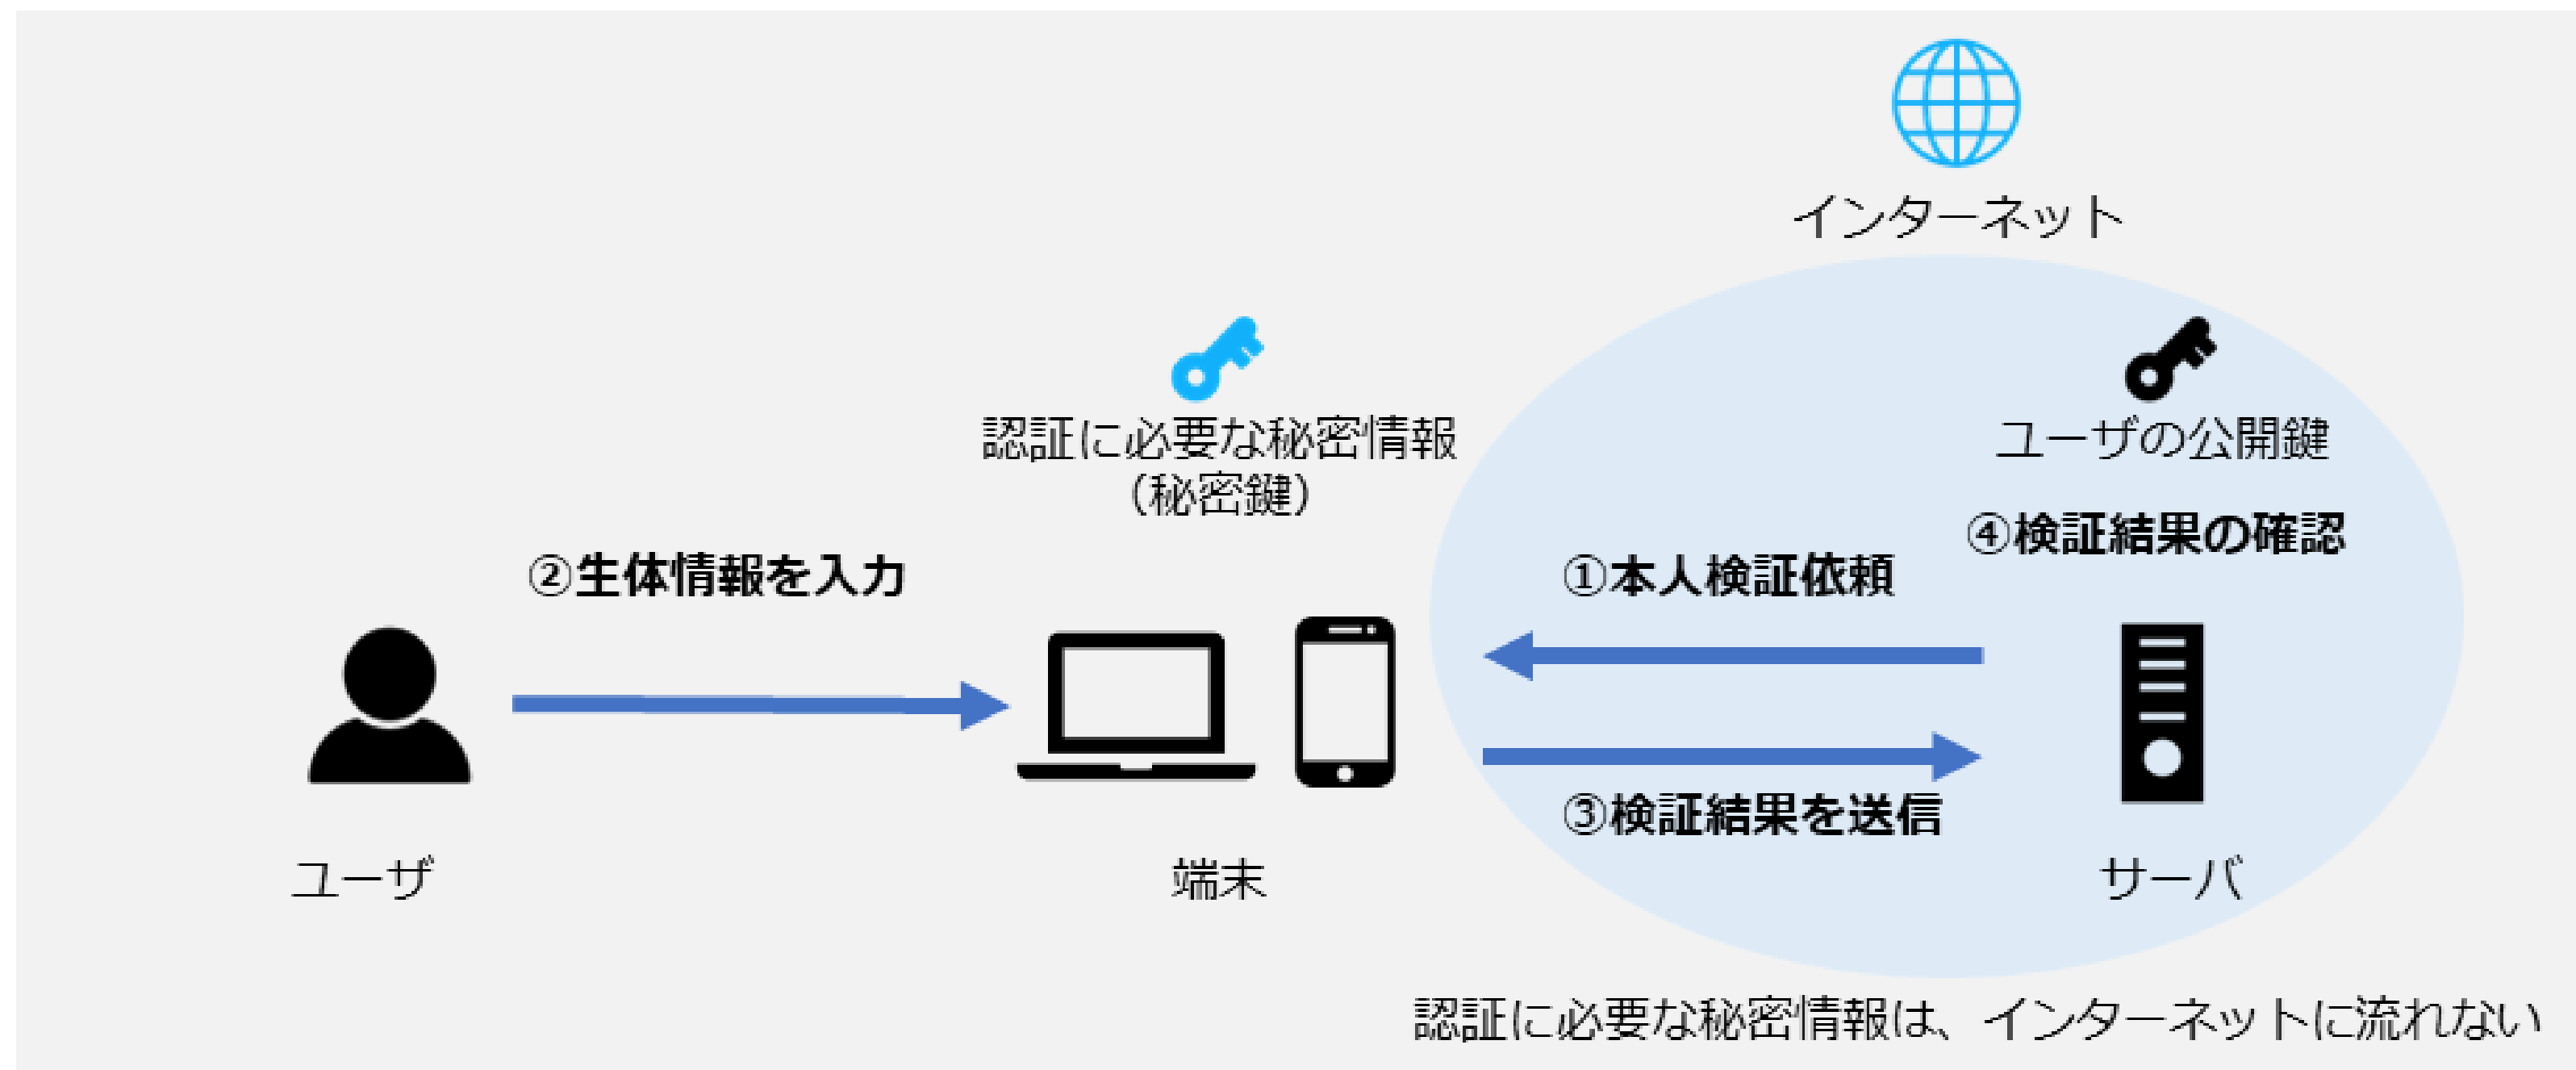 インターネット
認証に必要な秘密情報
（秘密鍵）
ユーザの公開鍵
④検証結果の確認
②生体情報を入力
①本人検証依頼
③検証結果を送信
ユーザ
端末
サーバ
認証に必要な秘密情報は、インターネットに流れない